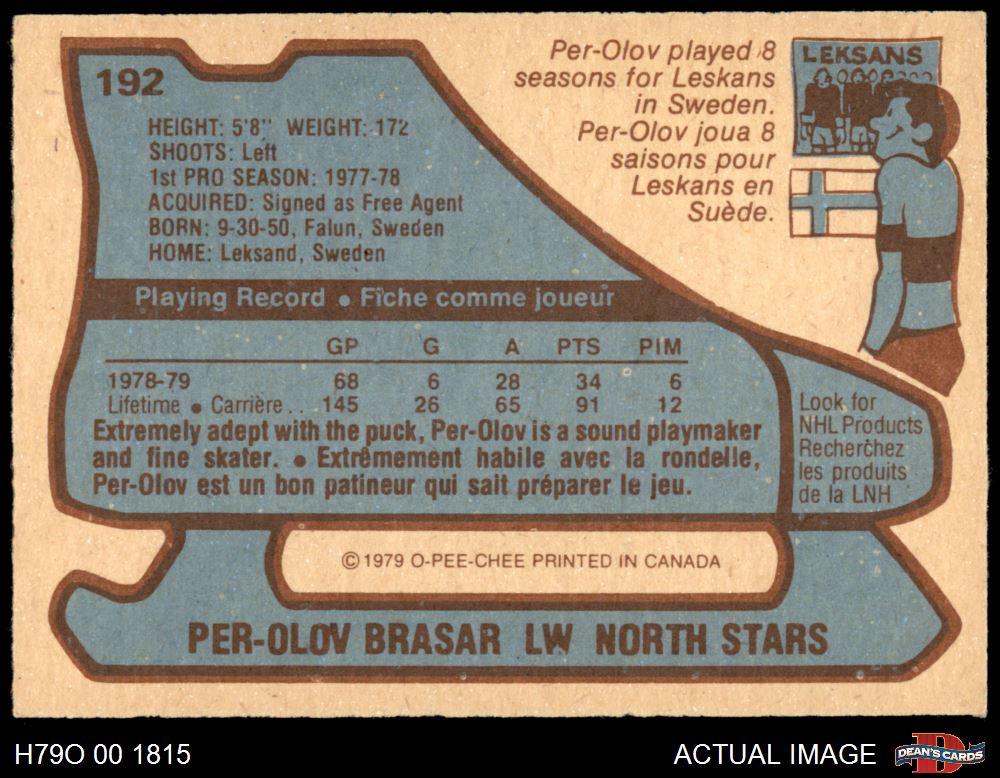 192
HEIGHT: 5'8" WEIGHT: 172
SHOOTS: Left
1st PRO SEASON: 1977-78
ACQUIRED: Signed as Free Agent
BORN: 9-30-50, Falun, Sweden
HOME: Leksand, Sweden
Per-Olov played 8
seasons for Leskans
in Sweden.
Per-Olov joua 8
saisons pour
Leskans en
Suède.
LEKSANS
Playing Record • Fiche comme joueur
GP G A PTS PIM
1978-79 68 6 28 34 6
Lifetime • Carrière . . 145 26 65 91 12
Extremely adept with the puck, Per-Olov is a sound playmaker
and fine skater. • Extrêmement habile avec la rondelle,
Per-Olov est un bon patineur qui sait préparer le jeu.
Look for
NHL Products
Recherchez
les produits
de la LNH
© 1979 O-PEE-CHEE PRINTED IN CANADA
PER-OLOV BRASAR LW NORTH STARS
H79O 00 1815
ACTUAL IMAGE
DEAN'S CARDS